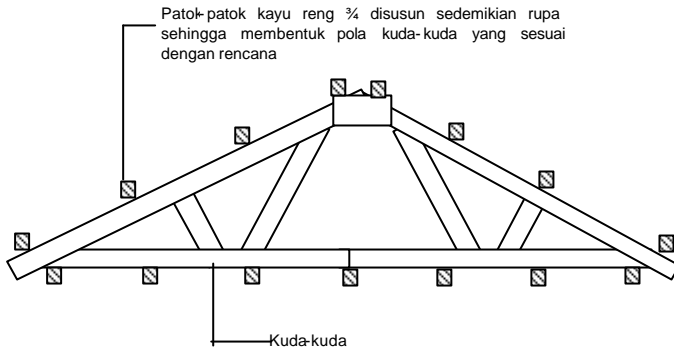 Patok-patok kayu reng ¾ disusun sedemikian rupa
sehingga membentuk pola kuda-kuda yang sesuai
dengan rencana
Kuda-kuda